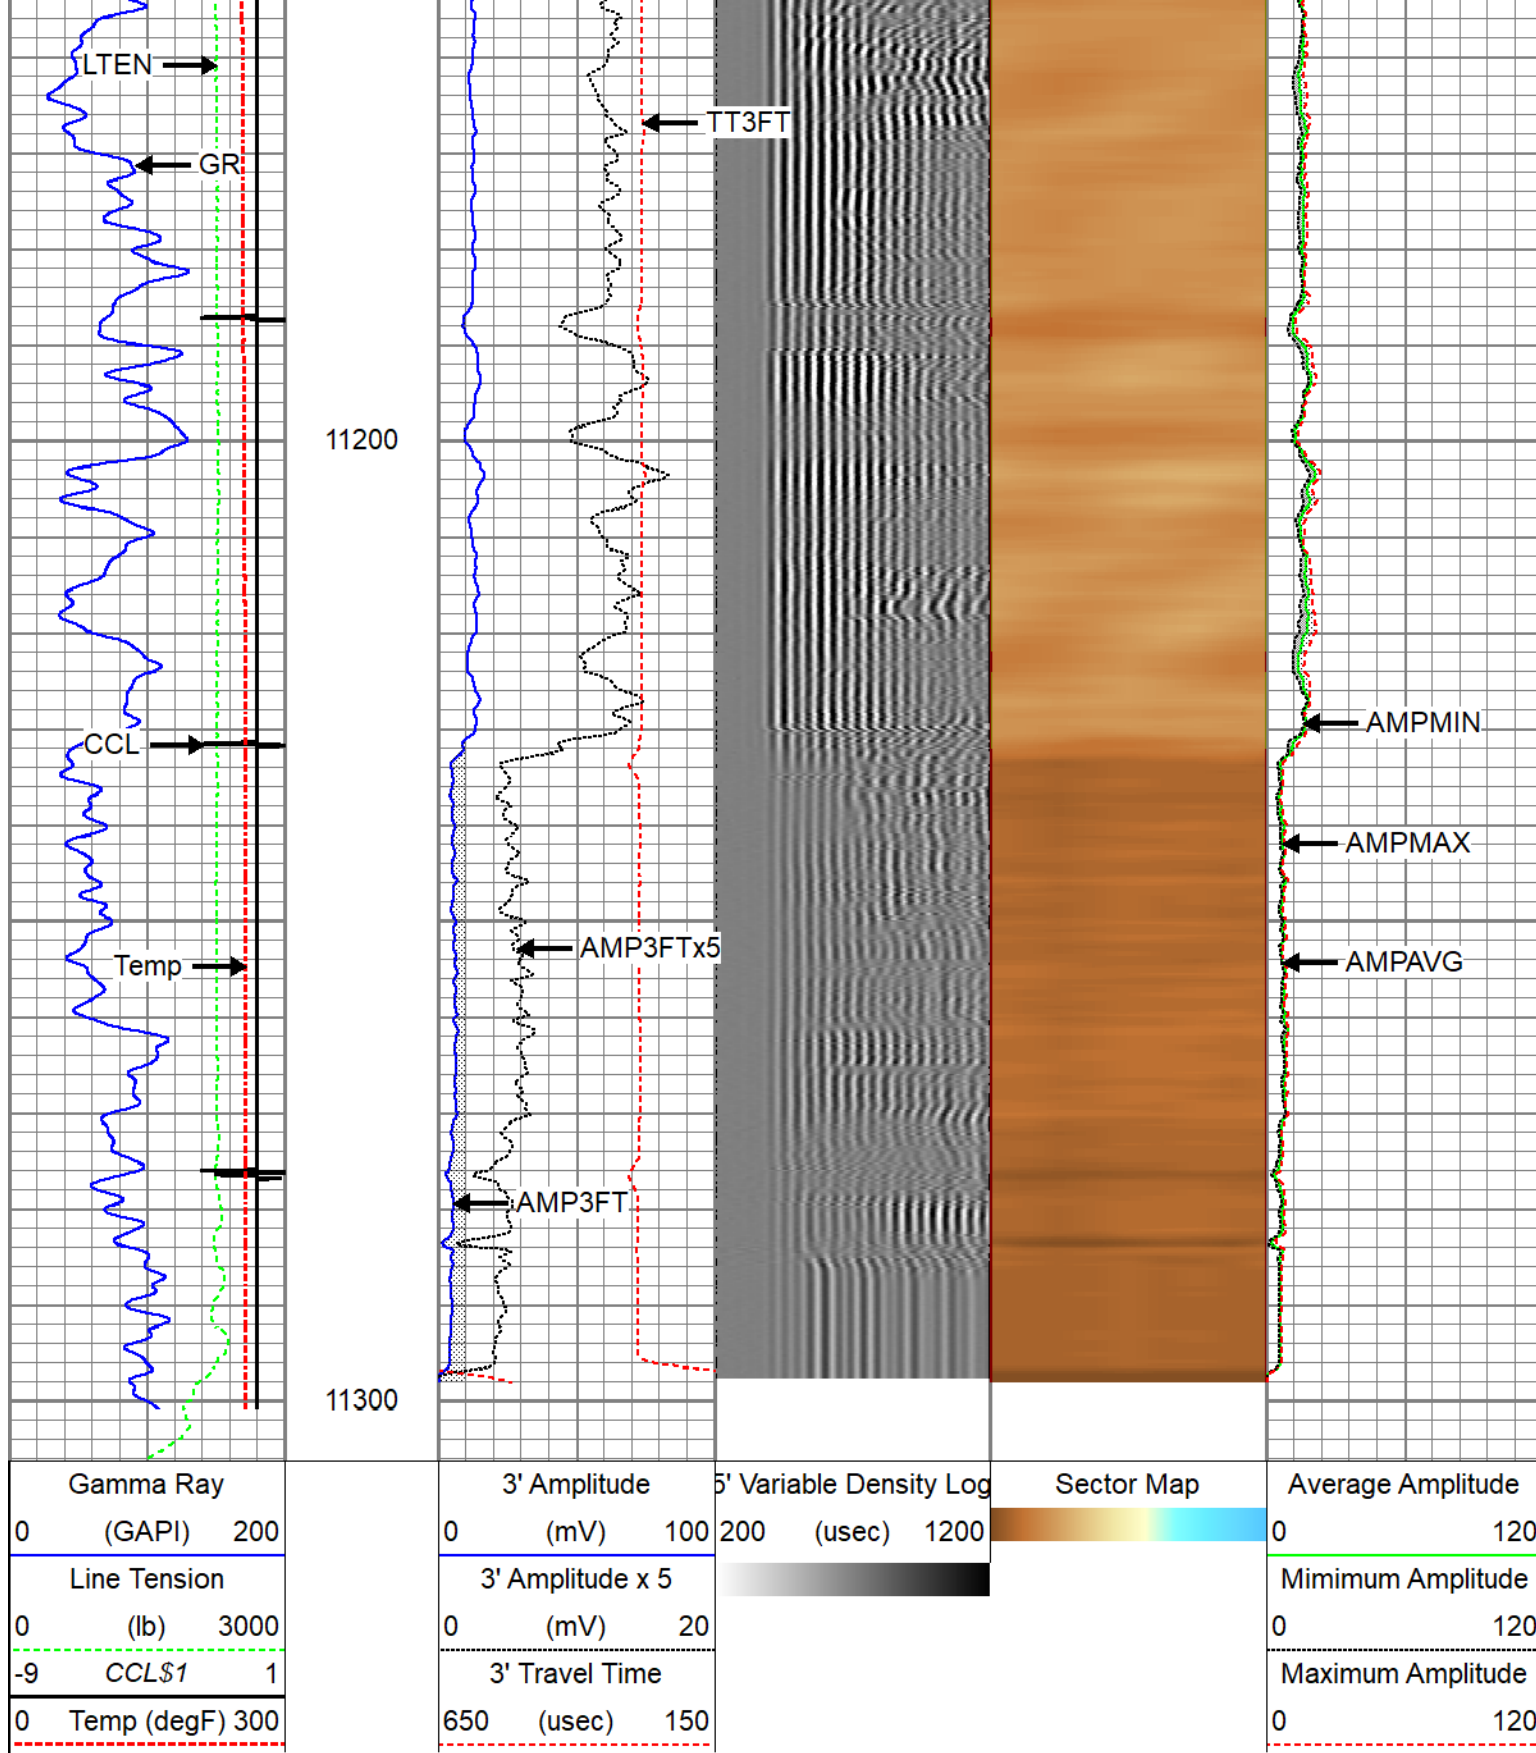 LTEN
TT3FT
GR
11200
AMPMIN
CCL
AMPMAX
AMP3FTx5
AMPAVG
Temp
AMP3FT
11300
Gamma Ray
0 (GAPI) 200
Line Tension
0 (lb) 3000
-9 CCL$1 1
0 Temp (degF) 300
3' Amplitude
0 (mV) 100
3' Amplitude x 5
0 (mV) 20
3' Travel Time
650 (usec) 150
5' Variable Density Log
200 (usec) 1200
Sector Map
Average Amplitude
0 120
Mimimum Amplitude
0 120
Maximum Amplitude
0 120